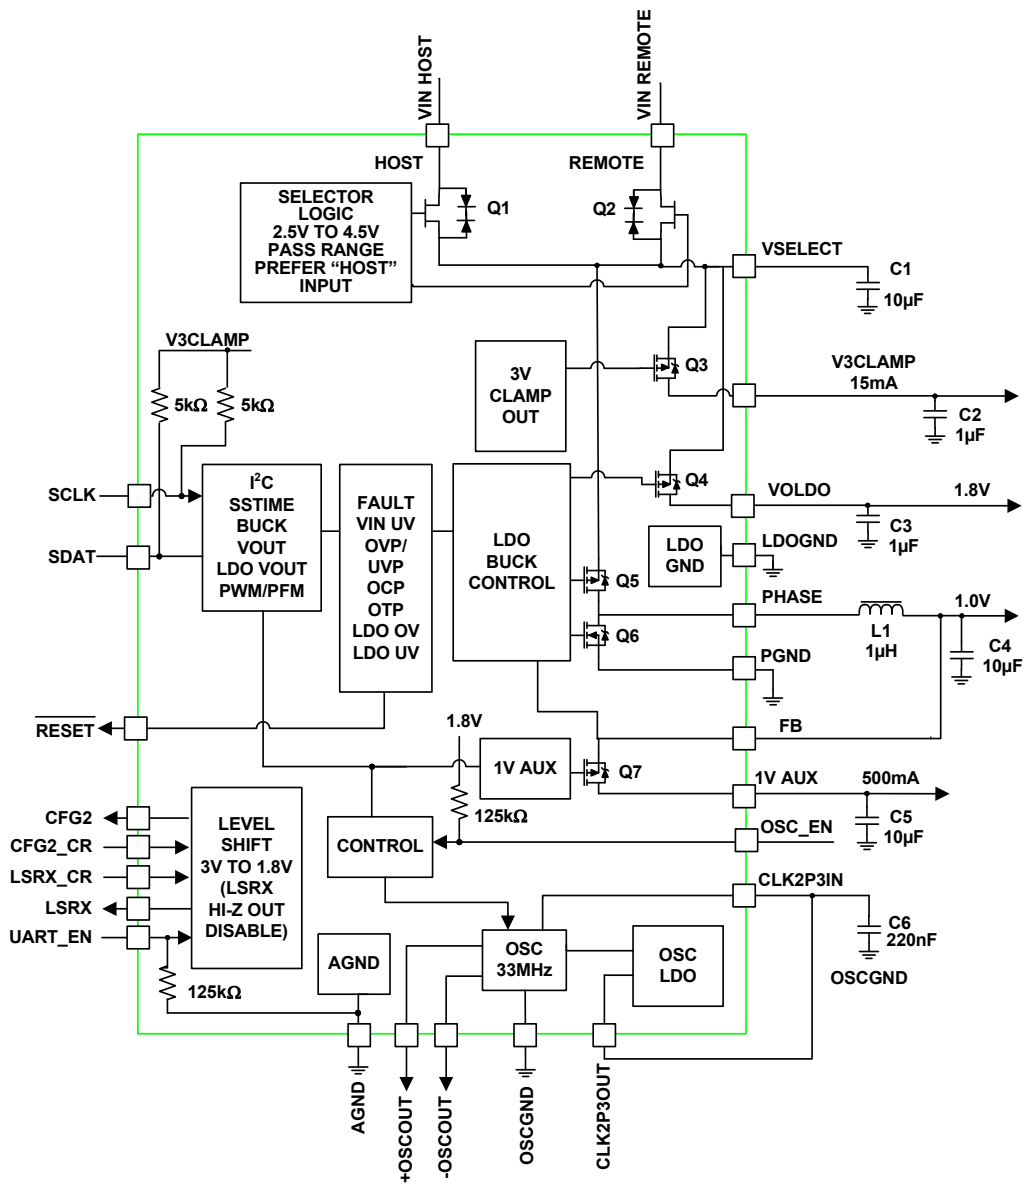 VIN HOST
VIN REMOTE
HOST
REMOTE
SELECTOR
LOGIC
2.5V TO 4.5V
PASS RANGE
PREFER “HOST”
INPUT
Q1
Q2
VSELECT
C1
10µF
V3CLAMP
5kΩ
5kΩ
3V
CLAMP
OUT
Q3
V3CLAMP
15mA
C2
1µF
SCLK
SDAT
I²C
SSTIME
BUCK
VOUT
LDO VOUT
PWM/PFM
FAULT
VIN UV
OVP/
UVP
OCP
OTP
LDO OV
LDO UV
LDO
BUCK
CONTROL
Q4
VOLDO
1.8V
C3
1µF
LDO
GND
LDOGND
Q5
PHASE
L1
1µH
1.0V
C4
10µF
Q6
PGND
RESET
FB
1.8V
125kΩ
1V AUX
Q7
1V AUX
500mA
C5
10µF
CONTROL
OSC_EN
CFG2
CFG2_CR
LSRX_CR
LSRX
UART_EN
LEVEL
SHIFT
3V TO 1.8V
(LSRX
HI-Z OUT
DISABLE)
125kΩ
CLK2P3IN
C6
220nF
OSCGND
AGND
OSC
33MHz
OSC
LDO
AGND
+OSCOUT
-OSCOUT
OSCGND
CLK2P3OUT